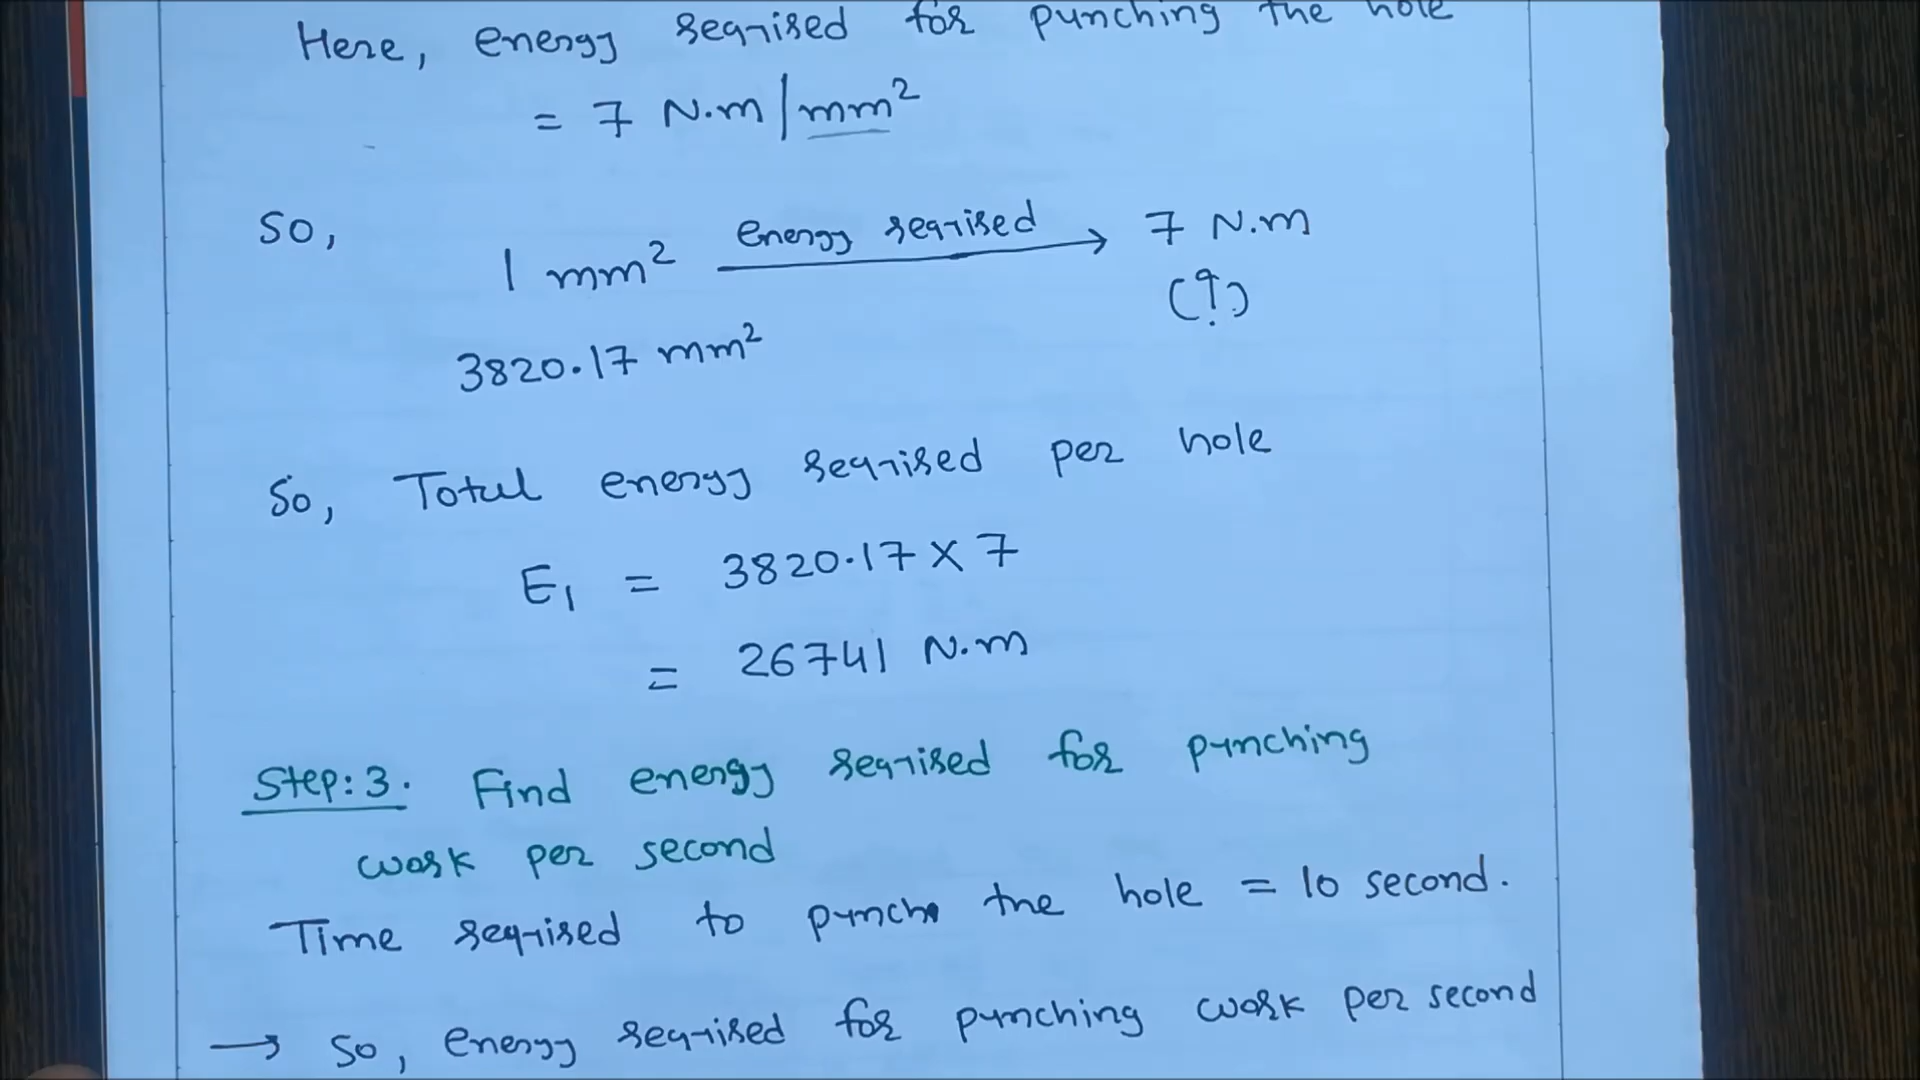 Here, energy required for punching the hole
= 7 N.m/mm²
So,
1 mm² energy required → 7 N.m
(?)
3820.17 mm²
So, Total energy required per hole
E₁ = 3820.17 × 7
= 26741 N.m
Step:3. Find energy required for punching
work per second
Time required to punch the hole = 10 second.
→ So, energy required for punching work per second